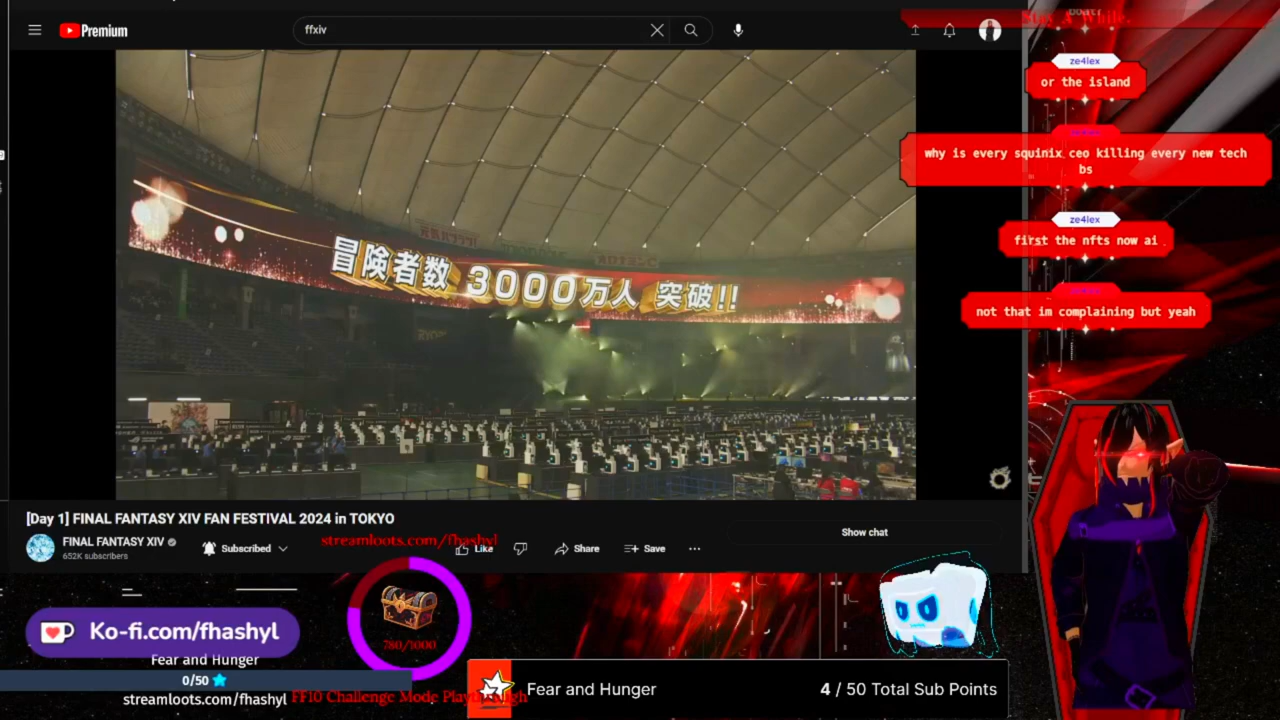 Premium
ffxiv
Stay A While.
ze4lex
or the island
why is every squinix ceo killing every new tech
bs
ze4lex
first the nfts now ai .
not that im complaining but yeah
冒険者数 3000万人 突破!!
[Day 1] FINAL FANTASY XIV FAN FESTIVAL 2024 in TOKYO
FINAL FANTASY XIV
652K subscribers
Subscribed
streamloots.com/fhashyl
Like
Share
Save
Show chat
Ko-fi.com/fhashyl
780/1000
Fear and Hunger
0/50
streamloots.com/fhashyl
FF10 Challenge Mode Playthrough
Fear and Hunger
4 / 50 Total Sub Points